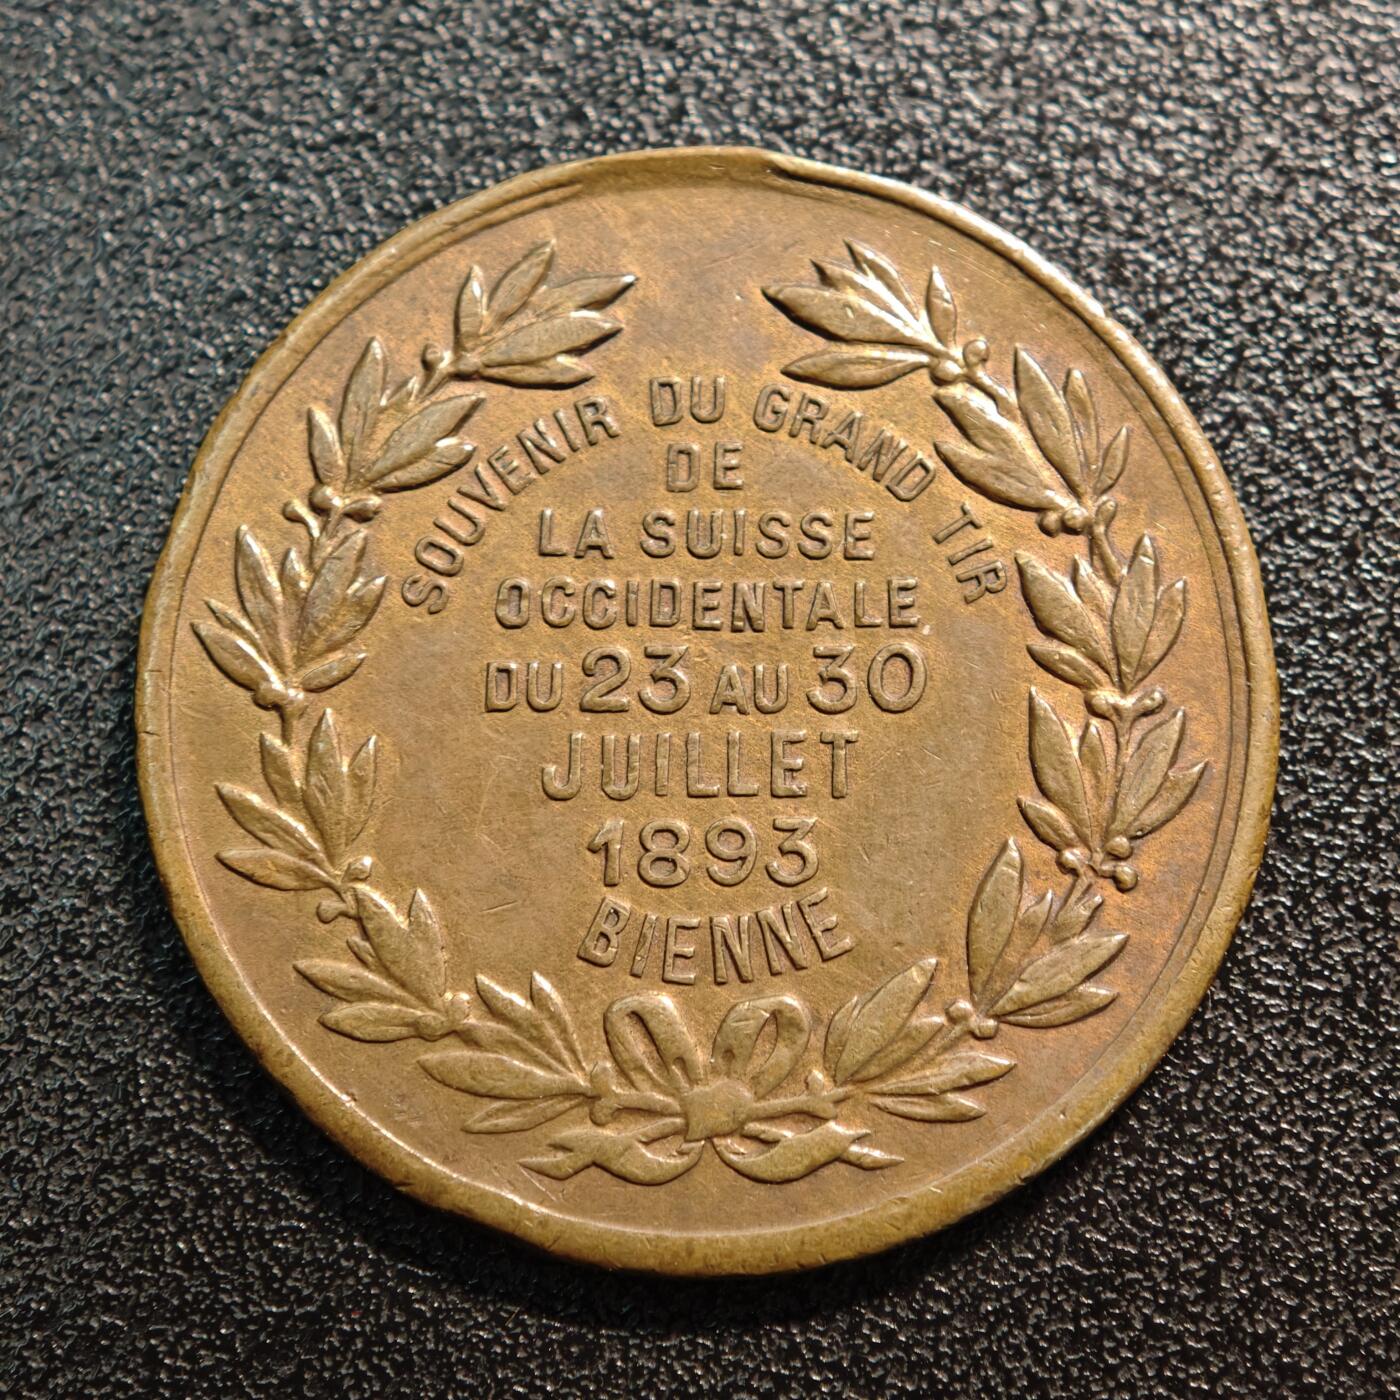 SOUVENIR DU GRAND TIR
DE
LA SUISSE
OCCIDENTALE
DU 23 AU 30
JUILLET
1893
BIENNE